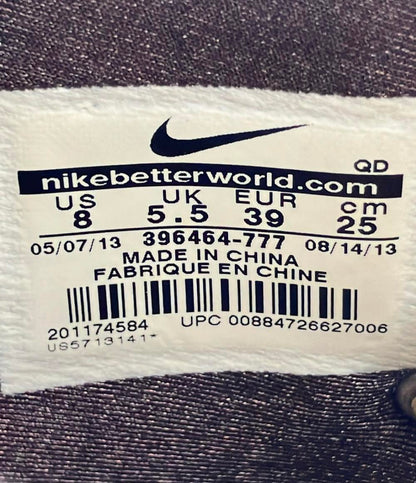 QD
nikebetterworld.com
US UK EUR cm
8 5.5 39 25
05/07/13 396464-777 08/14/13
MADE IN CHINA
FABRIQUE EN CHINE
201174584 UPC 00884726627006
US5713141-